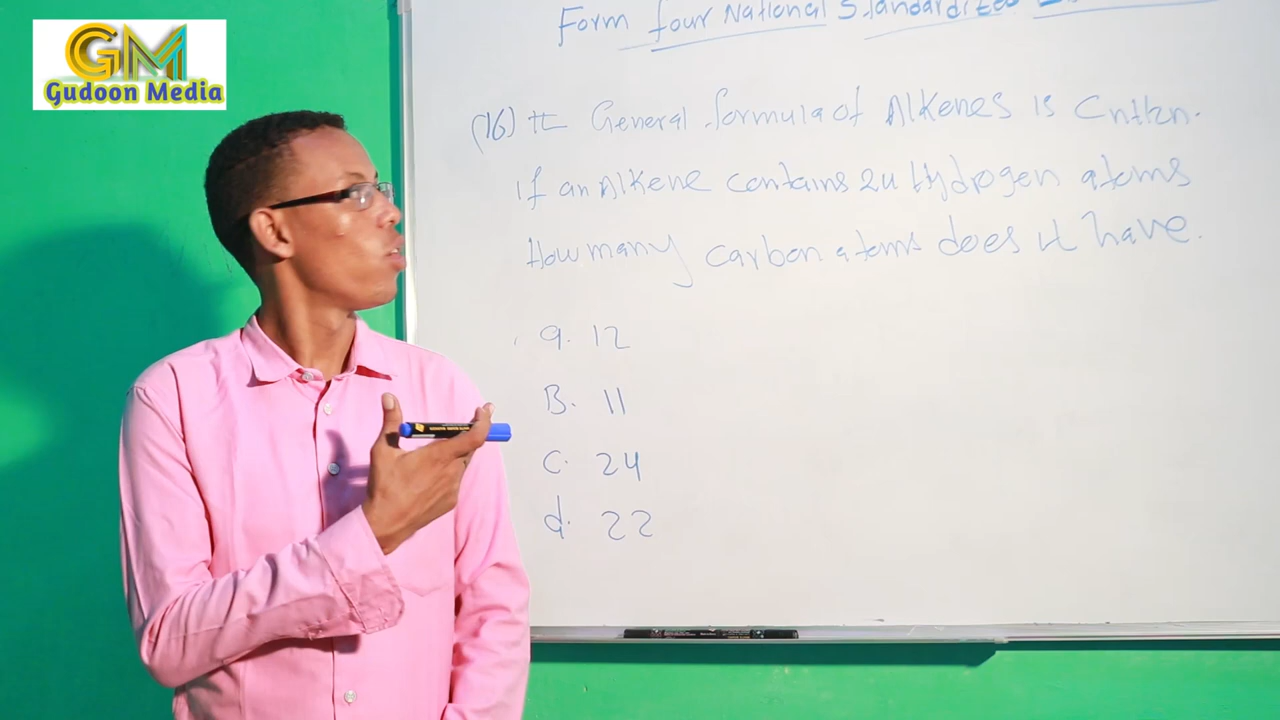 GM
Gudoon Media
Form four National Standardized
(16) The General formula of Alkenes is CnH2n.
If an Alkene contains 24 Hydrogen atoms
How many carbon atoms does it have.
a. 12
B. 11
C. 24
d. 22